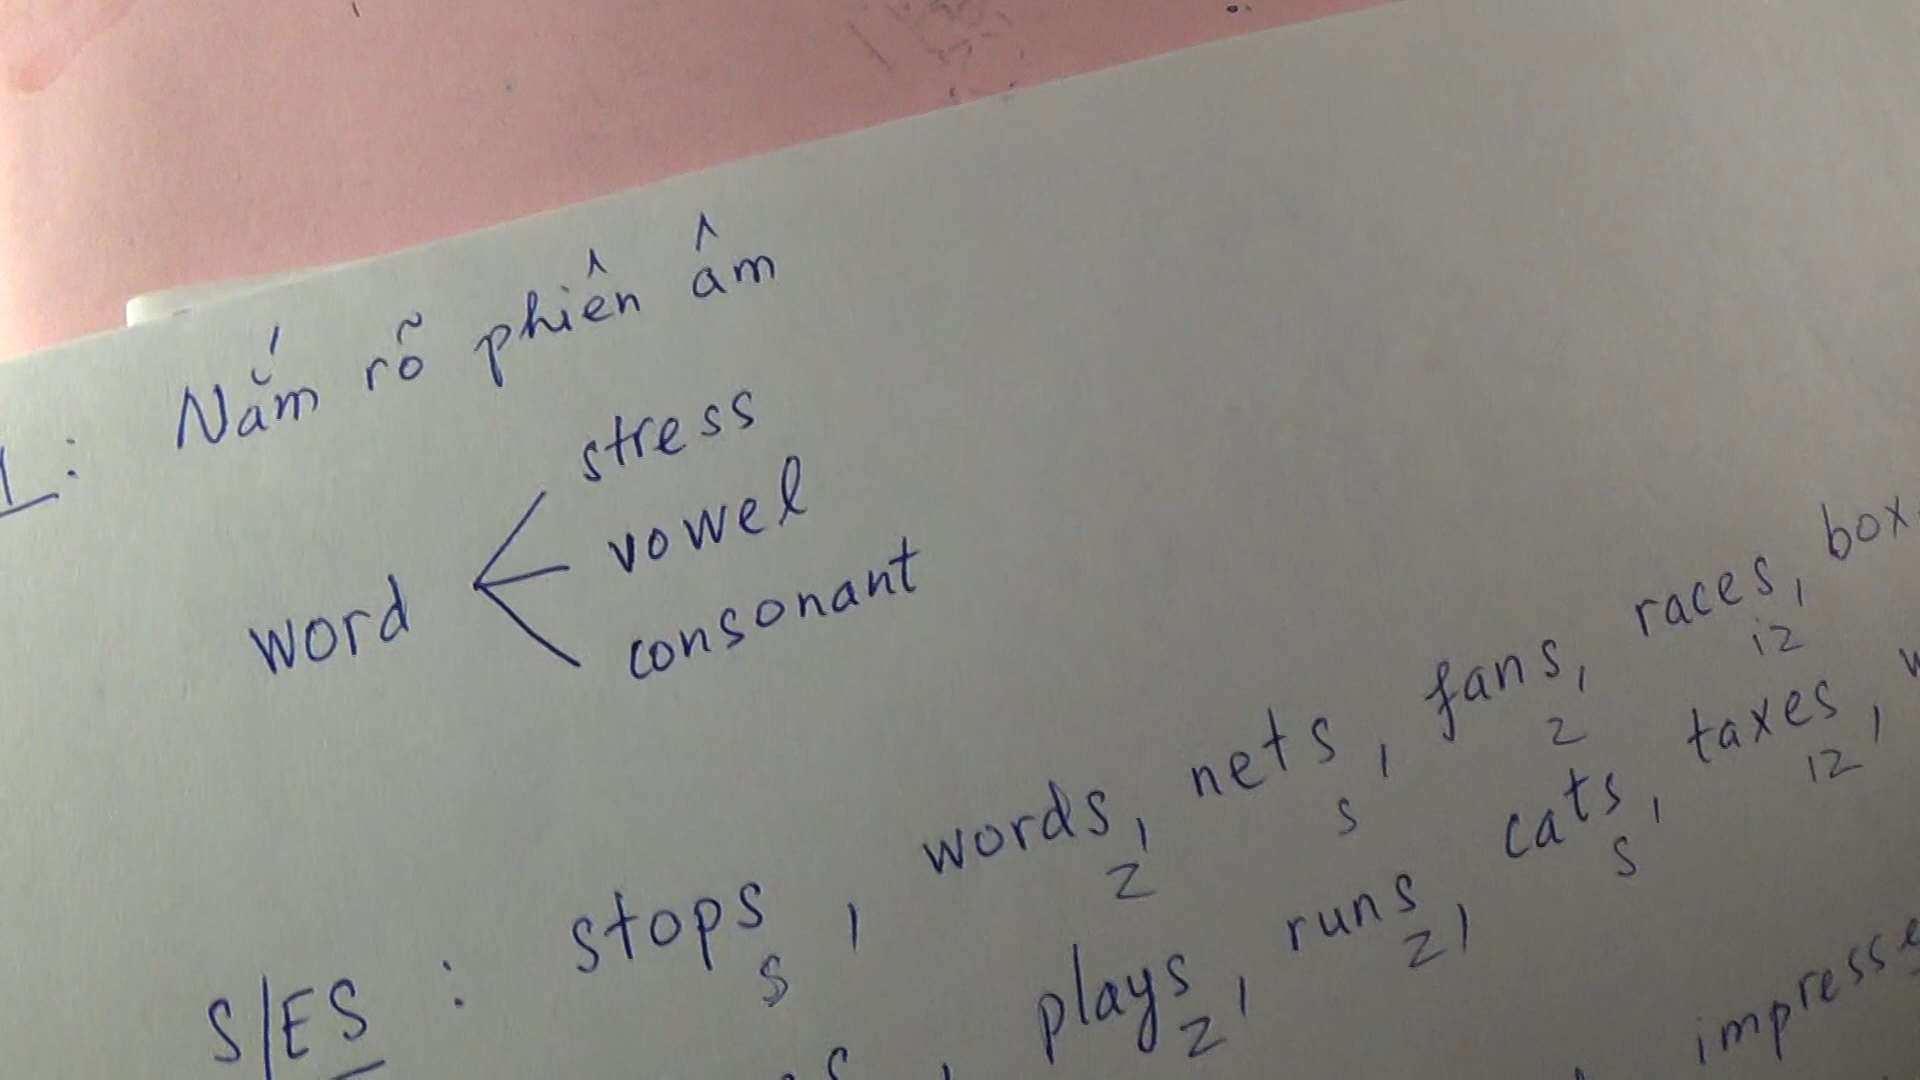 1: Nắm rõ phiên âm
word < stress
vowel
consonant
S/ES : stops, words, nets, fans, races, box
s z s z iz
plays, runs, cats, taxes,
z z s iz